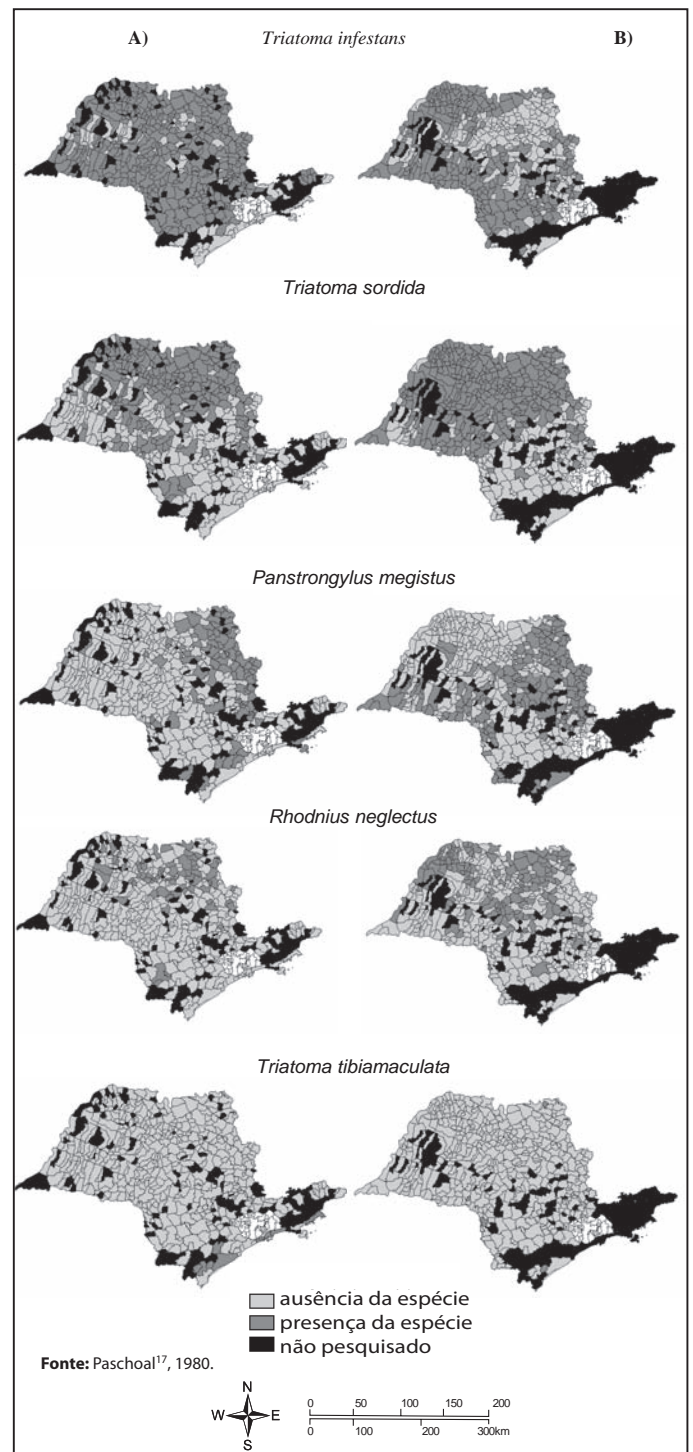 A) Triatoma infestans B)
Triatoma sordida
Panstrongylus megistus
Rhodnius neglectus
Triatoma tibiamaculata
ausência da espécie
presença da espécie
não pesquisado
Fonte: Paschoal17, 1980.
N
W E
S
0 50 100 150 200
0 100 200 300km